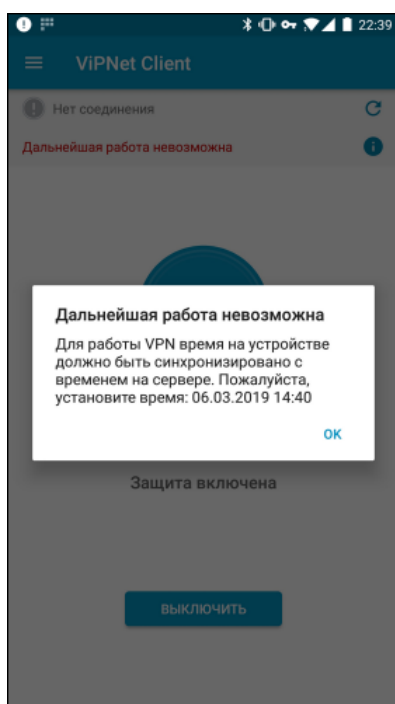 22:39
ViPNet Client
Нет соединения
Дальнейшая работа невозможна
Дальнейшая работа невозможна
Для работы VPN время на устройстве
должно быть синхронизировано с
временем на сервере. Пожалуйста,
установите время: 06.03.2019 14:40
ОК
Защита включена
ВЫКЛЮЧИТЬ